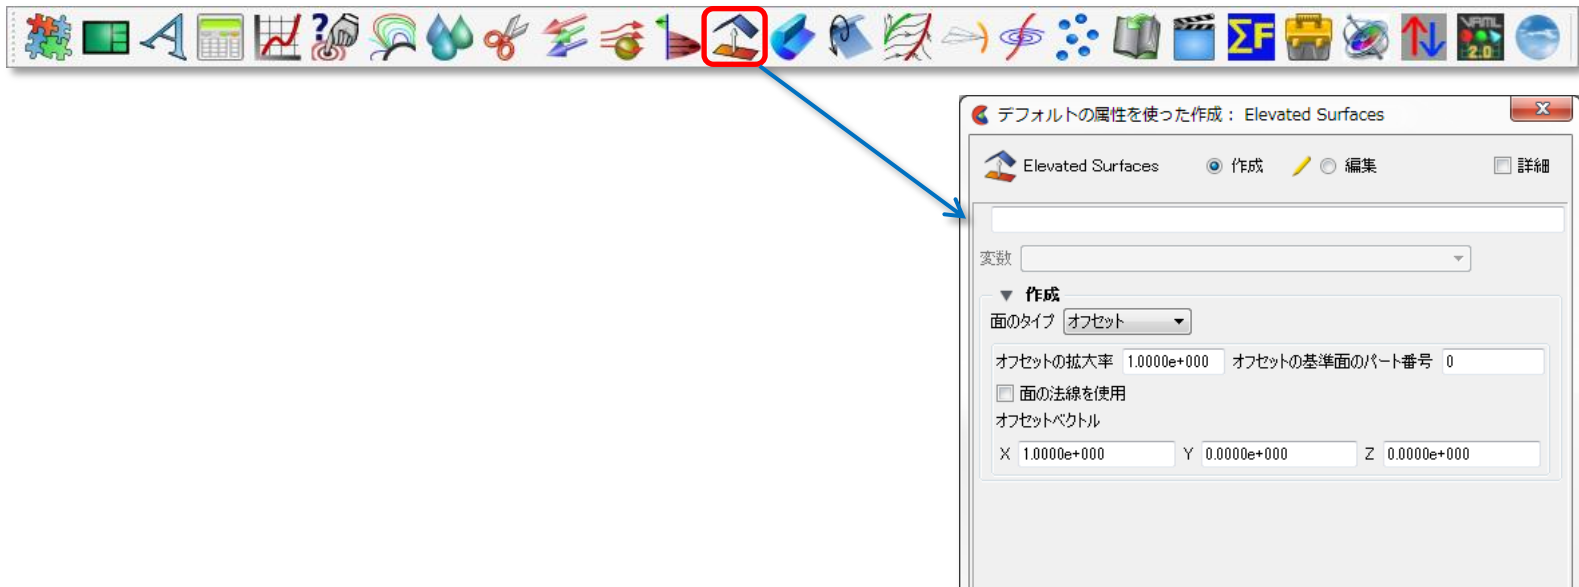 ?
ΣF
VRML
2.0
デフォルトの属性を使った作成： Elevated Surfaces
X
Elevated Surfaces 作成 編集 詳細
変数
▼ 作成
面のタイプ オフセット
オフセットの拡大率 1.0000e+000 オフセットの基準面のパート番号 0
面の法線を使用
オフセットベクトル
X 1.0000e+000 Y 0.0000e+000 Z 0.0000e+000